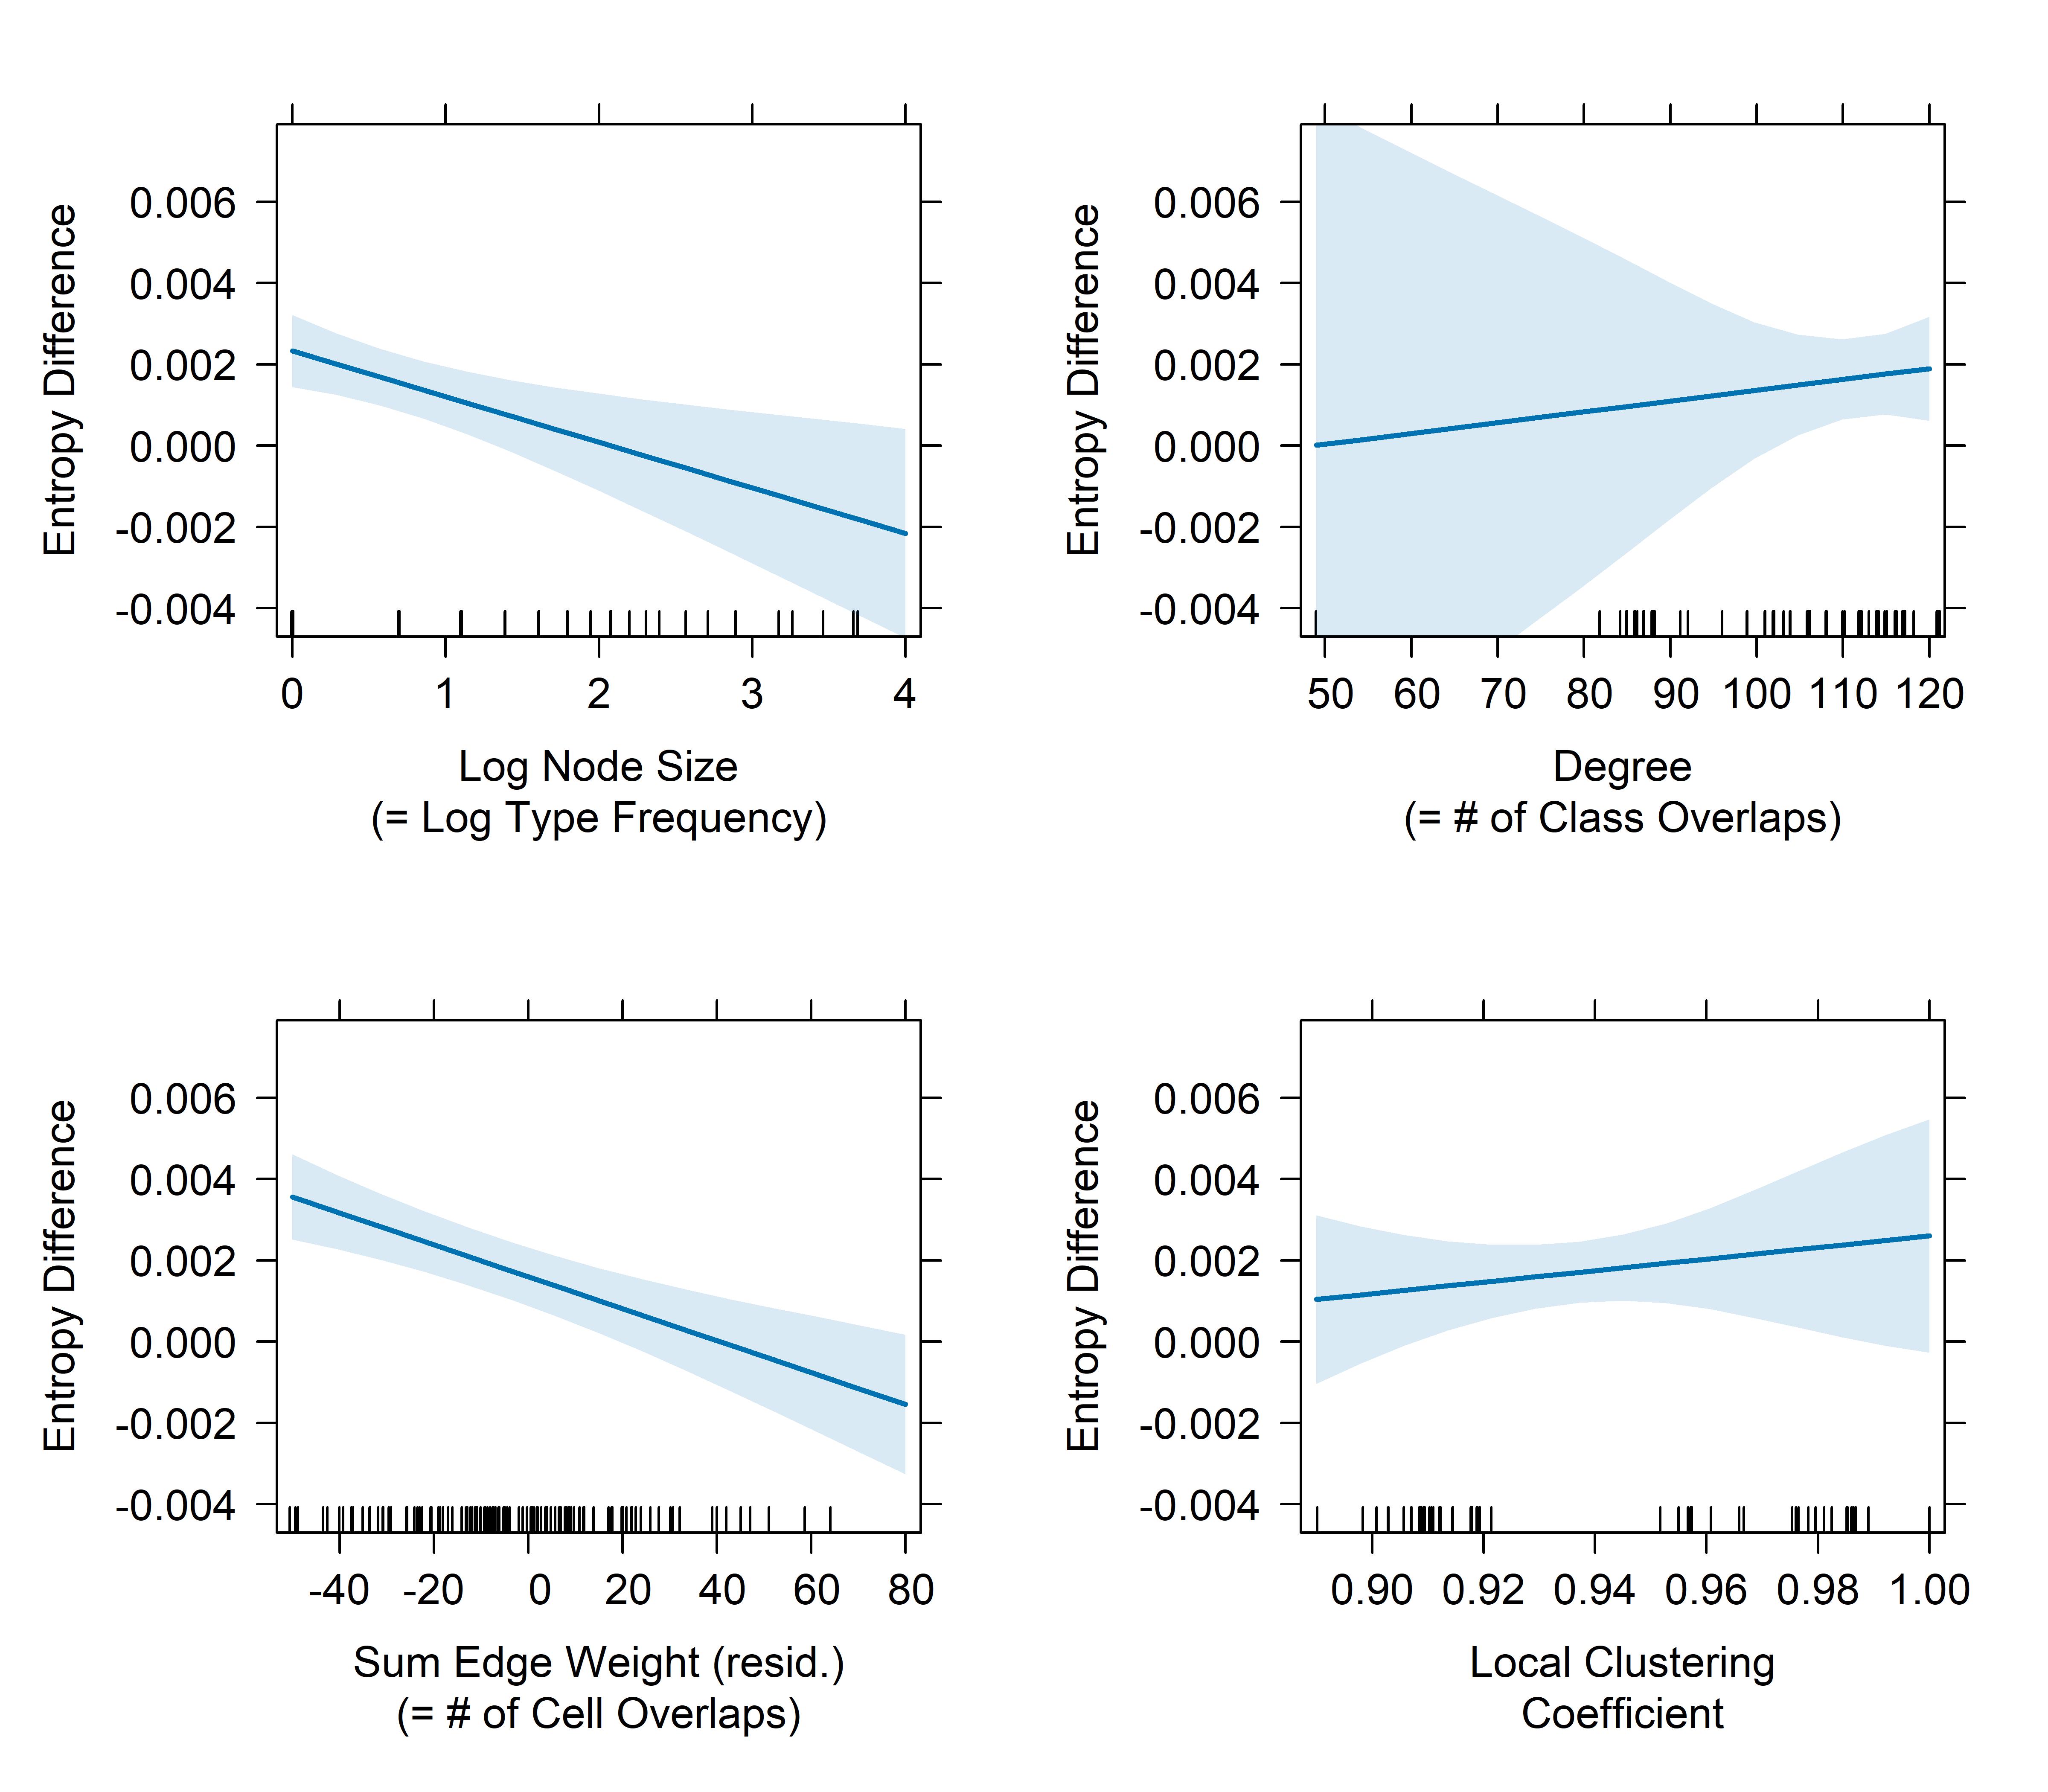 Entropy Difference
0.006
0.004
0.002
0.000
-0.002
-0.004
0 1 2 3 4
Log Node Size
(= Log Type Frequency)
Entropy Difference
0.006
0.004
0.002
0.000
-0.002
-0.004
50 60 70 80 90 100 110 120
Degree
(= # of Class Overlaps)
Entropy Difference
0.006
0.004
0.002
0.000
-0.002
-0.004
-40 -20 0 20 40 60 80
Sum Edge Weight (resid.)
(= # of Cell Overlaps)
Entropy Difference
0.006
0.004
0.002
0.000
-0.002
-0.004
0.90 0.92 0.94 0.96 0.98 1.00
Local Clustering
Coefficient